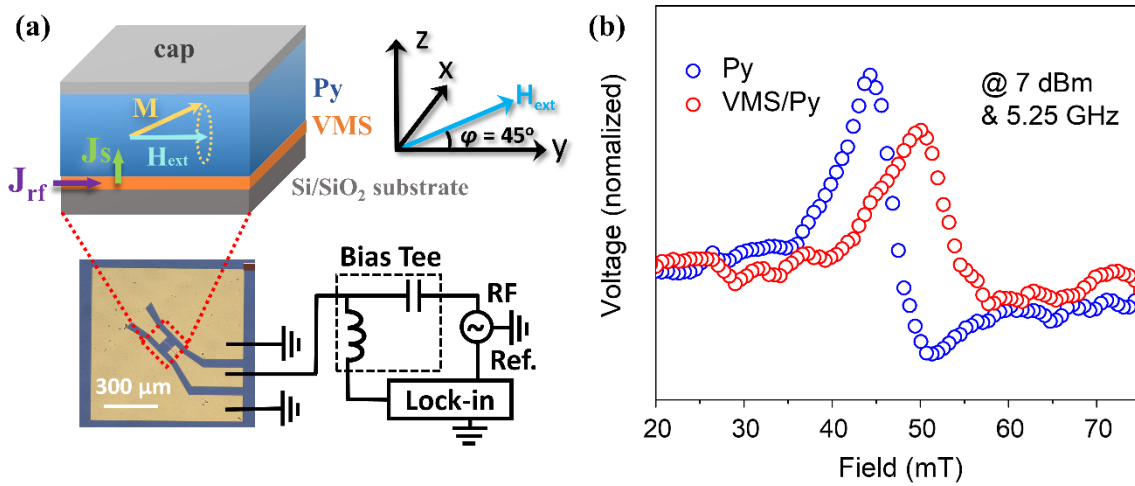 (a)
cap
Py
VMS
M
Hext
Js
Jrf
Si/SiO₂ substrate
z
x
Hext
φ = 45°
y
Bias Tee
RF
~
Ref.
Lock-in
300 μm
(b)
Py
VMS/Py
@ 7 dBm
& 5.25 GHz
Voltage (nomalized)
20 30 40 50 60 70
Field (mT)